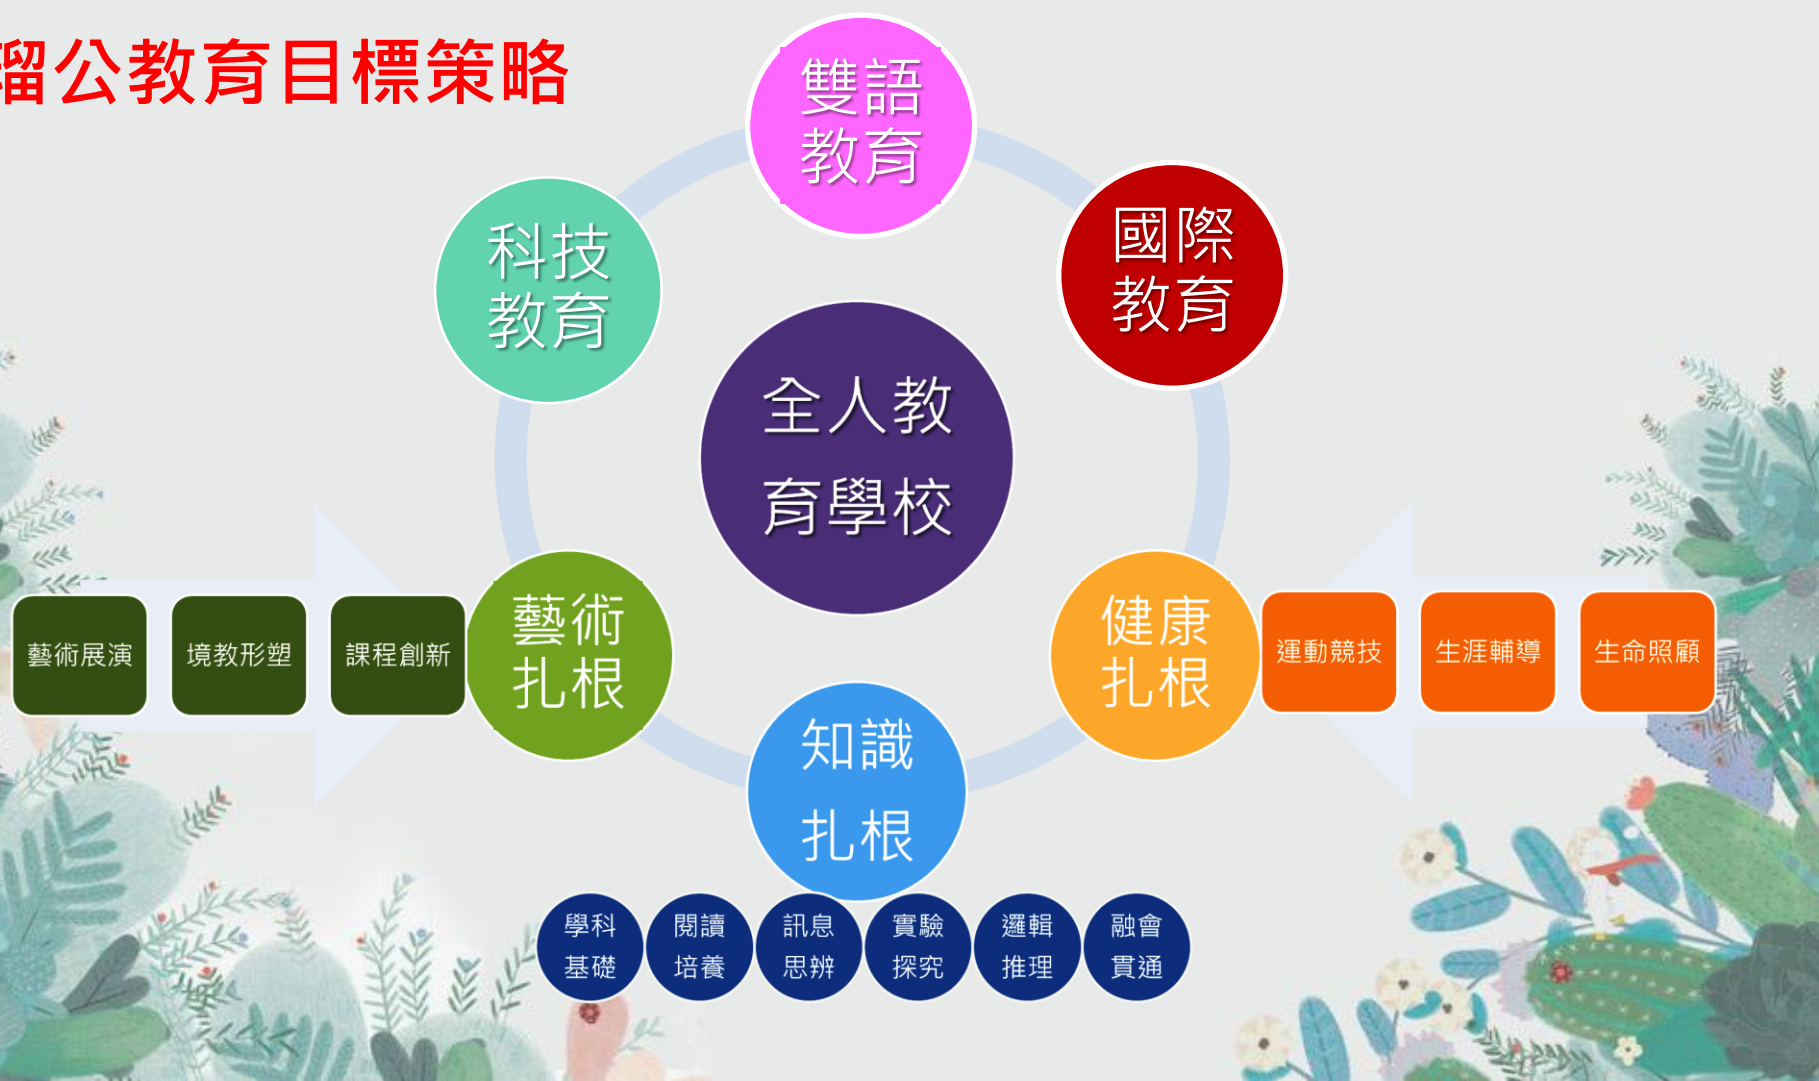 瑠公教育目標策略
雙語
教育
科技
教育
國際
教育
全人教
育學校
藝術
扎根
健康
扎根
藝術展演
境教形塑
課程創新
運動競技
生涯輔導
生命照顧
知識
扎根
學科
基礎
閱讀
培養
訊息
思辨
實驗
探究
邏輯
推理
融會
貫通